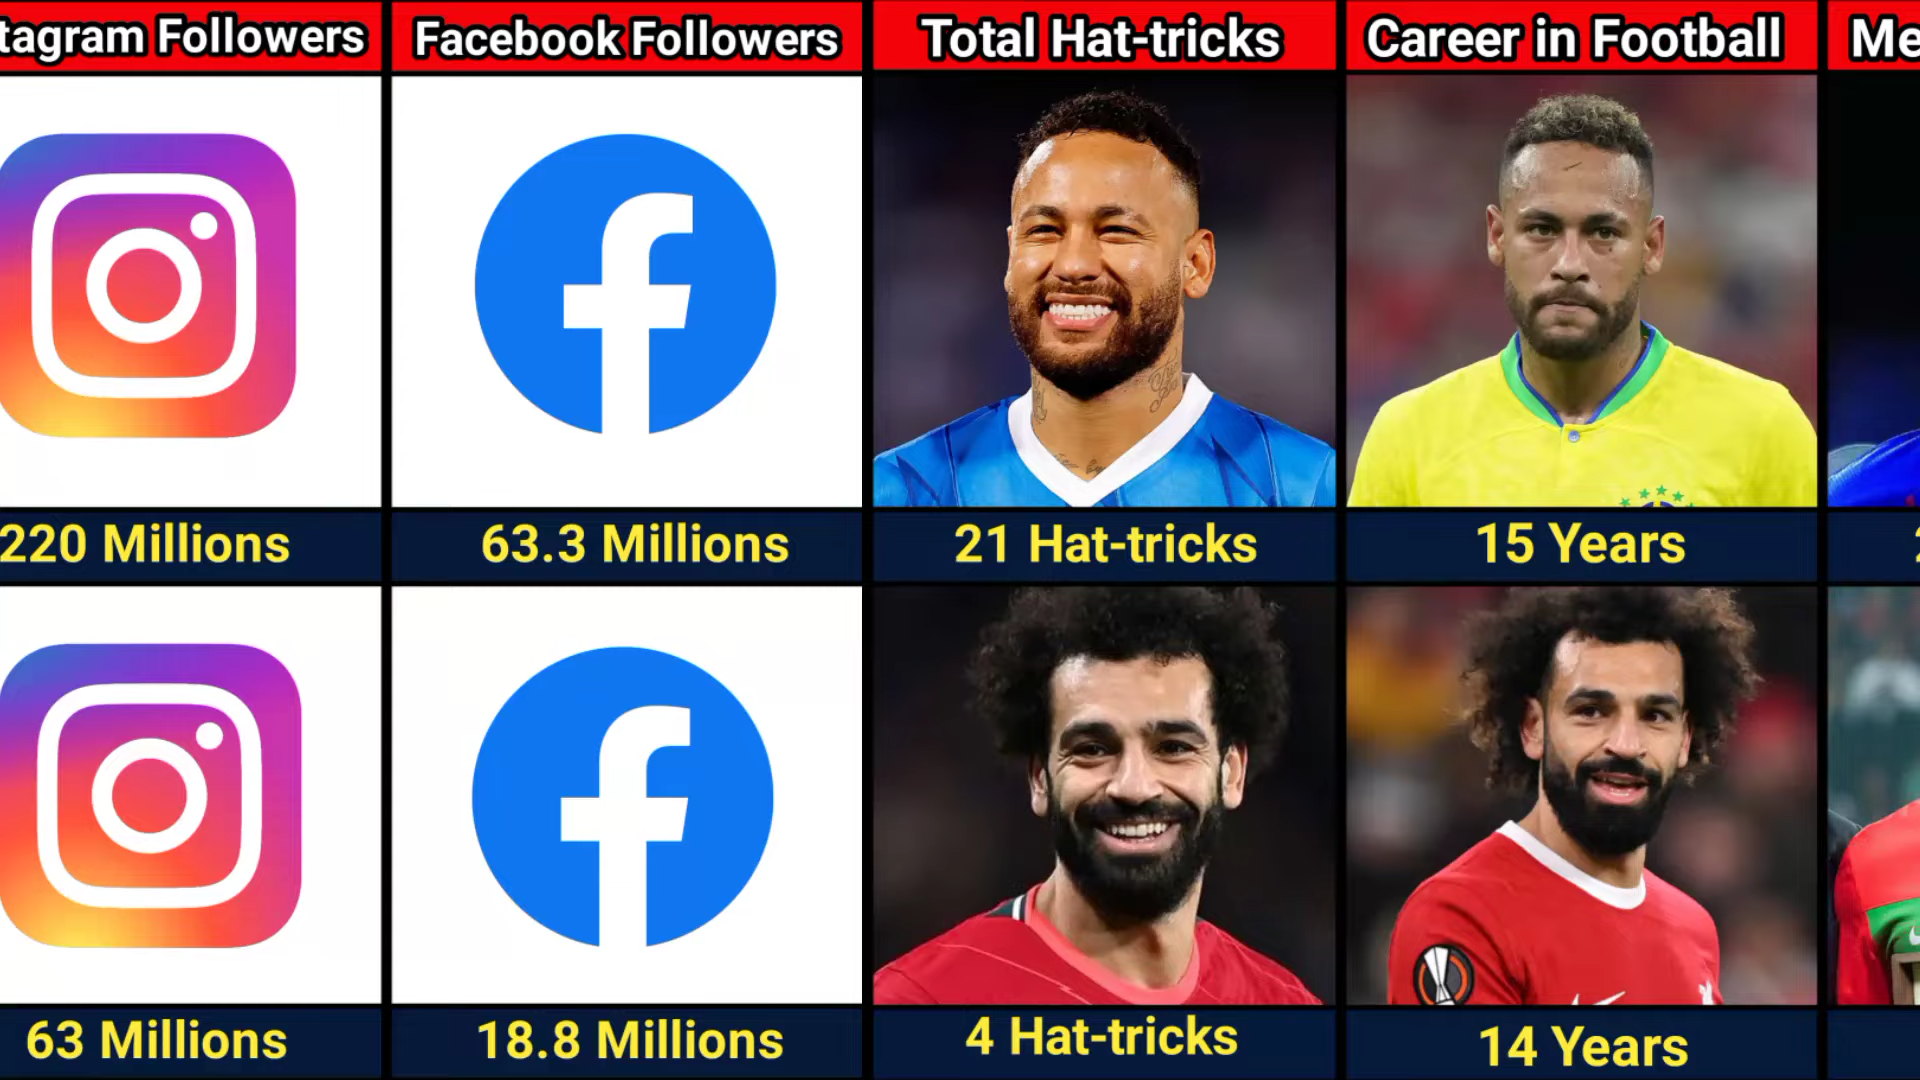 tagram Followers
Facebook Followers
Total Hat-tricks
Career in Football
Me
220 Millions
63.3 Millions
21 Hat-tricks
15 Years
63 Millions
18.8 Millions
4 Hat-tricks
14 Years